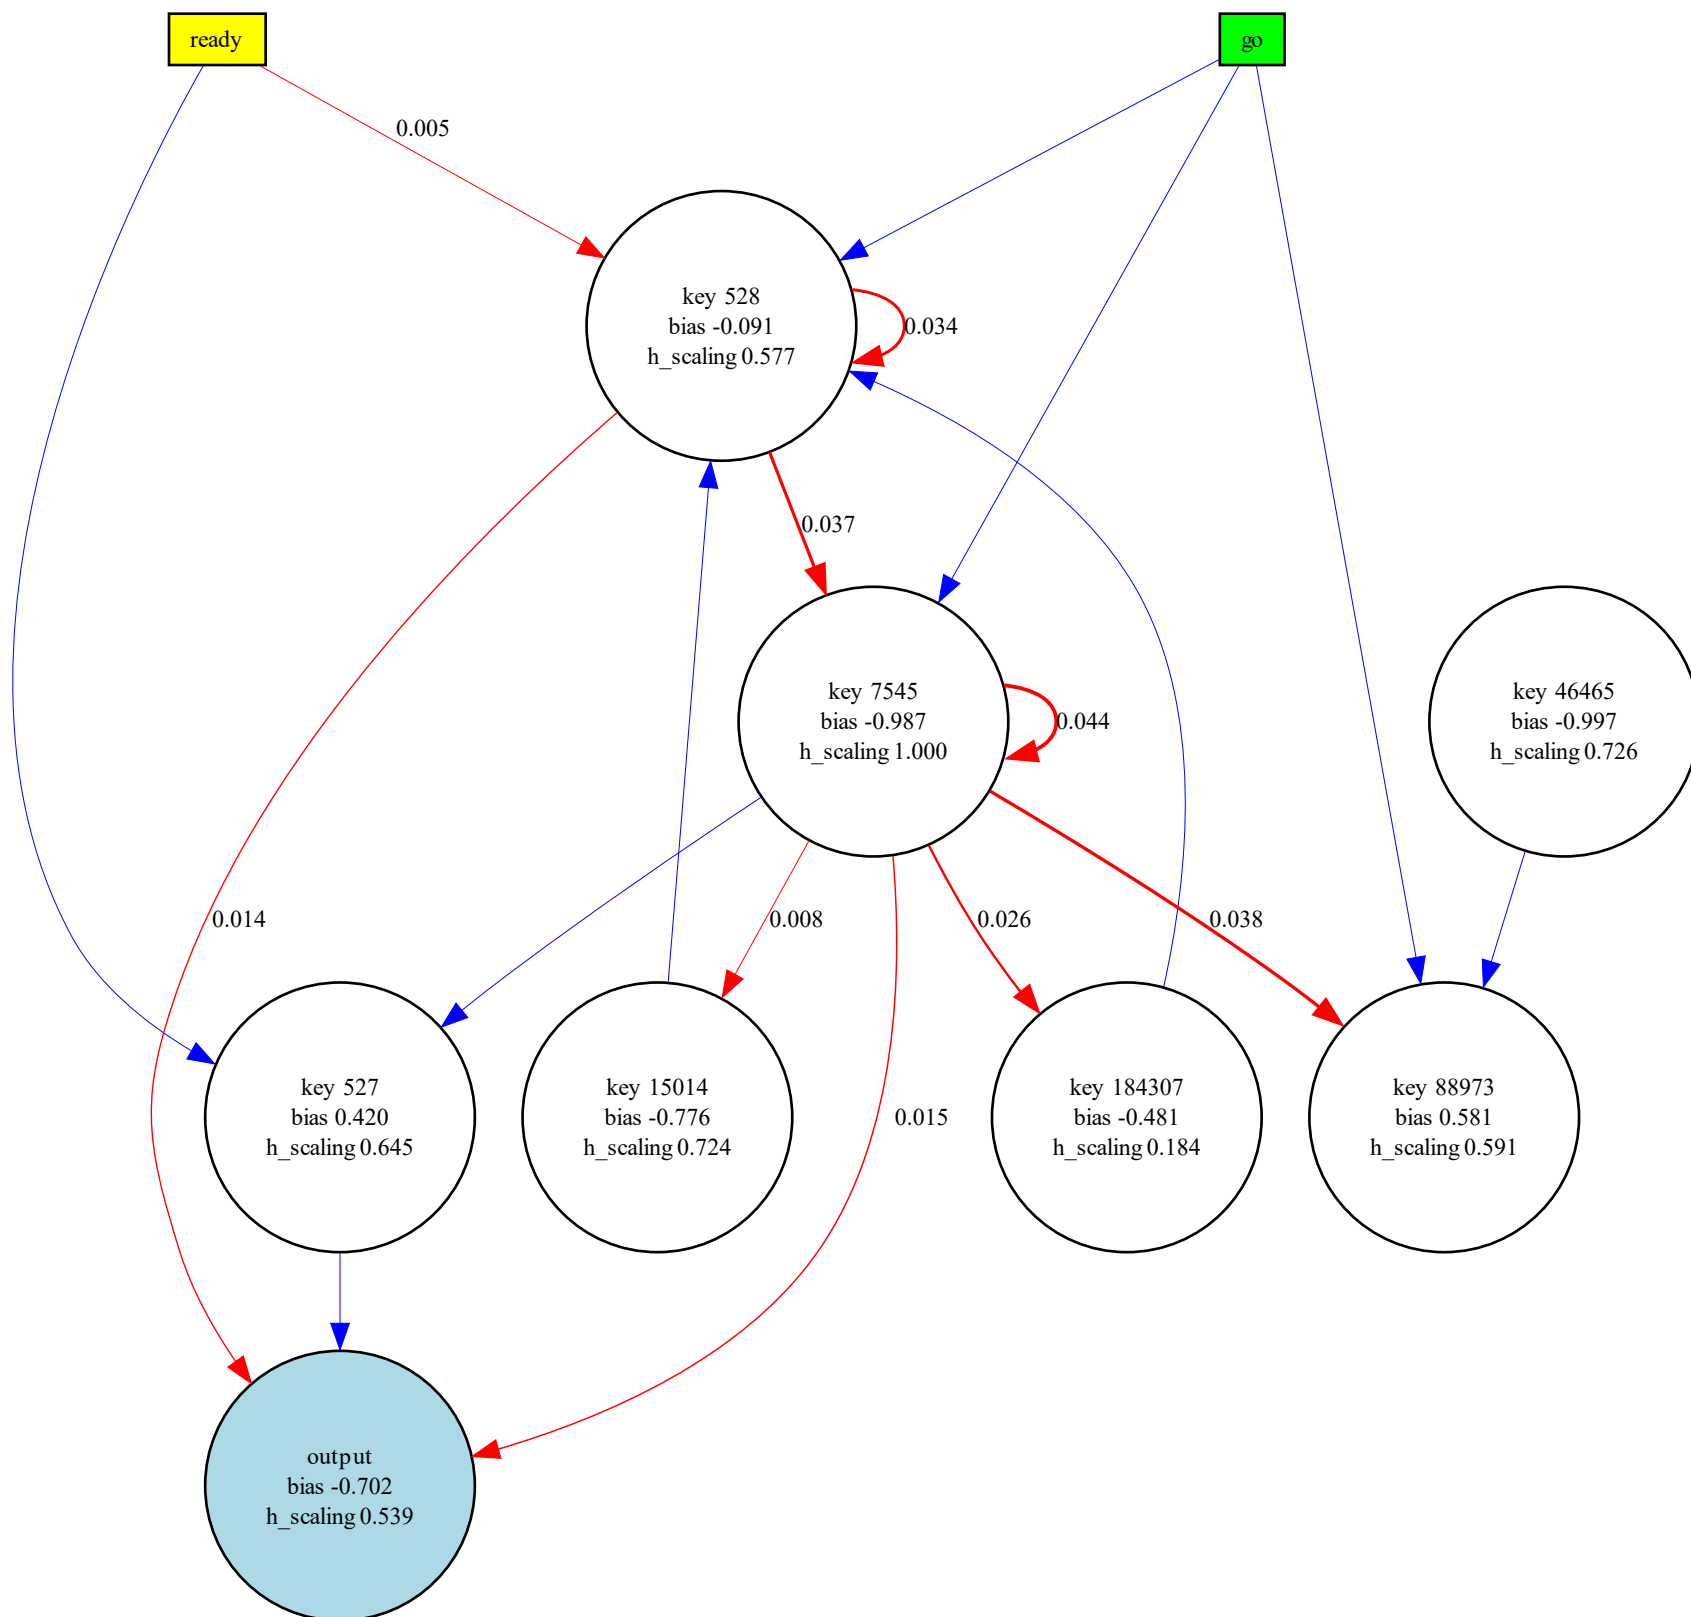 ready
go
0.005
key 528
bias -0.091
h_scaling 0.577
0.034
0.037
key 7545
bias -0.987
h_scaling 1.000
0.044
key 46465
bias -0.997
h_scaling 0.726
0.014
0.008
0.026
0.038
key 527
bias 0.420
h_scaling 0.645
key 15014
bias -0.776
h_scaling 0.724
0.015
key 184307
bias -0.481
h_scaling 0.184
key 88973
bias 0.581
h_scaling 0.591
output
bias -0.702
h_scaling 0.539